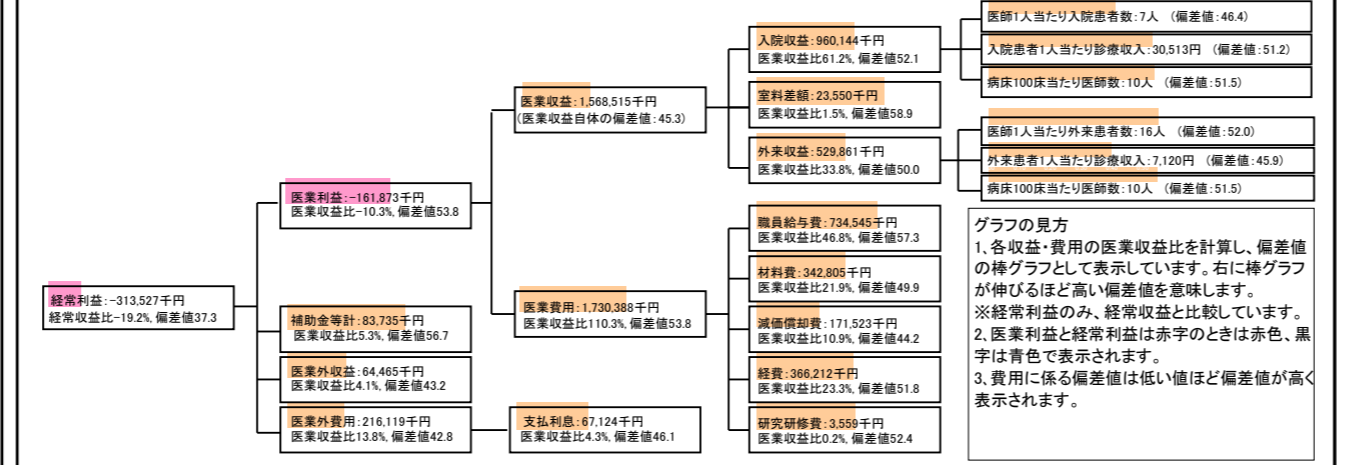 経常利益:-313,527千円
経常収益比-19.2%, 偏差値37.3
医業利益:-161,873千円
医業収益比-10.3%, 偏差値53.8
補助金等計:83,735千円
医業収益比5.3%, 偏差値56.7
医業外収益:64,465千円
医業収益比4.1%, 偏差値43.2
医業外費用:216,119千円
医業収益比13.8%, 偏差値42.8
医業収益:1,568,515千円
(医業収益自体の偏差値:45.3)
医業費用:1,730,388千円
医業収益比110.3%, 偏差値53.8
支払利息:67,124千円
医業収益比4.3%, 偏差値46.1
入院収益:960,144千円
医業収益比61.2%, 偏差値52.1
室料差額:23,550千円
医業収益比1.5%, 偏差値58.9
外来収益:529,861千円
医業収益比33.8%, 偏差値50.0
職員給与費:734,545千円
医業収益比46.8%, 偏差値57.3
材料費:342,805千円
医業収益比21.9%, 偏差値49.9
減価償却費:171,523千円
医業収益比10.9%, 偏差値44.2
経費:366,212千円
医業収益比23.3%, 偏差値51.8
研究研修費:3,559千円
医業収益比0.2%, 偏差値52.4
医師1人当たり入院患者数:7人 (偏差値:46.4)
入院患者1人当たり診療収入:30,513円 (偏差値:51.2)
病床100床当たり医師数:10人 (偏差値:51.5)
医師1人当たり外来患者数:16人 (偏差値:52.0)
外来患者1人当たり診療収入:7,120円 (偏差値:45.9)
病床100床当たり医師数:10人 (偏差値:51.5)
グラフの見方
1、各収益・費用の医業収益比を計算し、偏差値
の棒グラフとして表示しています。右に棒グラフ
が伸びるほど高い偏差値を意味します。
※経常利益のみ、経常収益と比較しています。
2、医業利益と経常利益は赤字のときは赤色、黒
字は青色で表示されます。
3、費用に係る偏差値は低い値ほど偏差値が高く
表示されます。